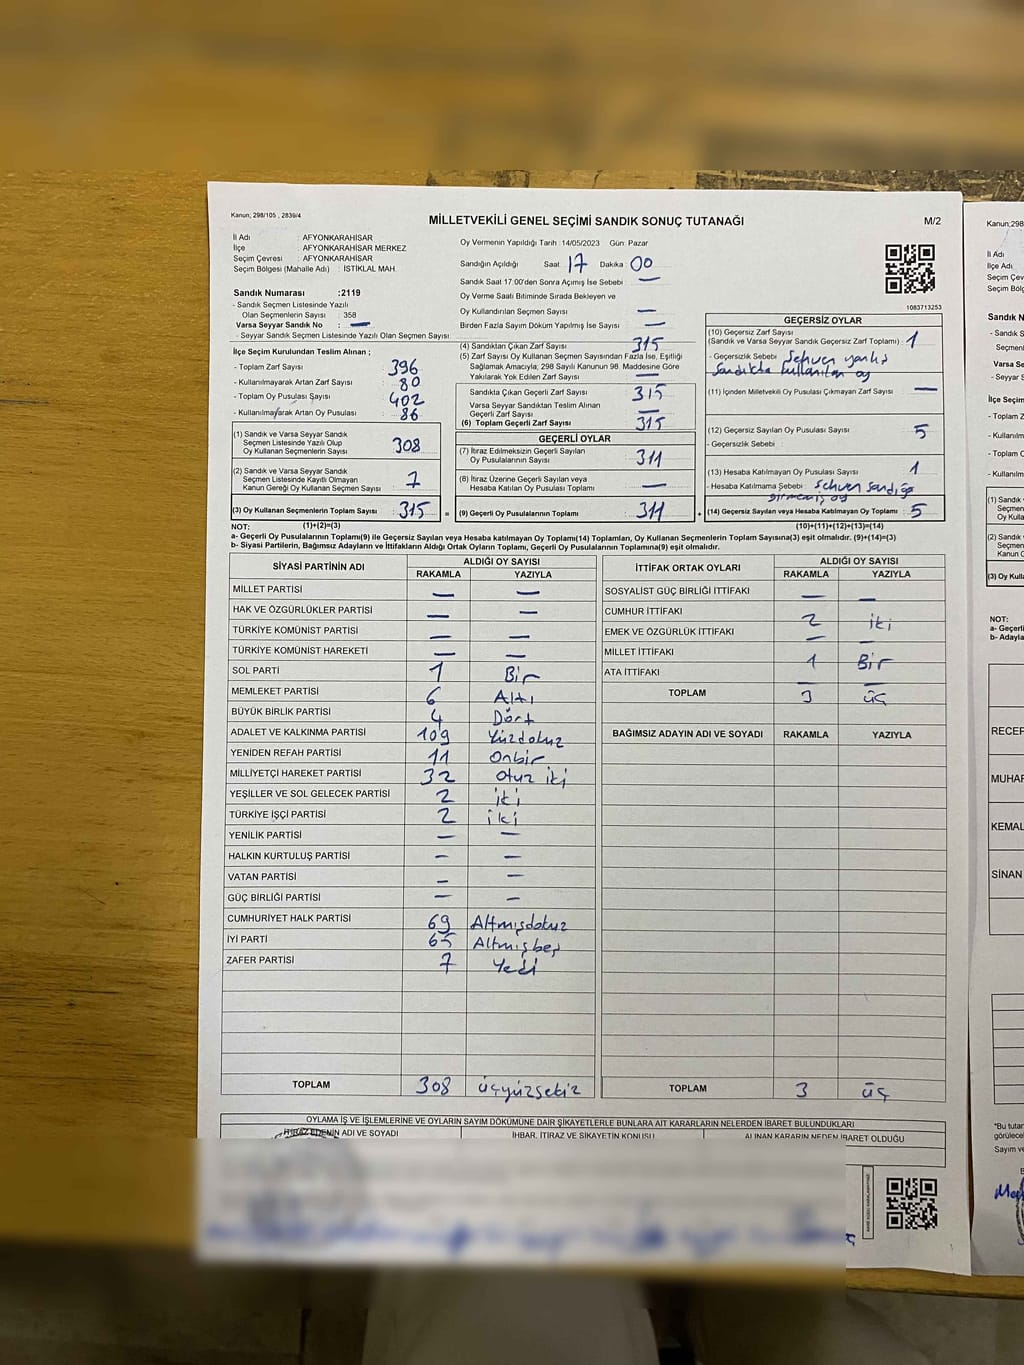 Kanun; 298/105 , 2839/4
MİLLETVEKİLİ GENEL SEÇİMİ SANDIK SONUÇ TUTANAĞI
M/2
İl Adı : AFYONKARAHİSAR
İlçe : AFYONKARAHİSAR MERKEZ
Seçim Çevresi : AFYONKARAHİSAR
Seçim Bölgesi (Mahalle Adı) : İSTİKLAL MAH.
Sandık Numarası :2119
- Sandık Seçmen Listesinde Yazılı
Olan Seçmenlerin Sayısı : 358
Varsa Seyyar Sandık No : —
- Seyyar Sandık Seçmen Listesinde Yazılı Olan Seçmen Sayısı
İlçe Seçim Kurulundan Teslim Alınan ;
- Toplam Zarf Sayısı 396
- Kullanılmayarak Artan Zarf Sayısı 80
- Toplam Oy Pusulası Sayısı 402
- Kullanılmayarak Artan Oy Pusulası 86
(1) Sandık ve Varsa Seyyar Sandık
Seçmen Listesinde Yazılı Olup
Oy Kullanan Seçmenlerin Sayısı 308
(2) Sandık ve Varsa Seyyar Sandık
Seçmen Listesinde Kayıtlı Olmayan
Kanun Gereği Oy Kullanan Seçmen Sayısı 7
(3) Oy Kullanan Seçmenlerin Toplam Sayısı 315 =
(1)+(2)=(3)
Oy Vermenin Yapıldığı Tarih : 14/05/2023 Gün: Pazar
Sandığın Açıldığı Saat: 17 Dakika: 00
Sandık Saat 17:00'den Sonra Açımış İse Sebebi —
Oy Verme Saati Bitiminde Sırada Bekleyen ve
Oy Kullandırılan Seçmen Sayısı —
Birden Fazla Sayım Döküm Yapılmış İse Sayısı —
(4) Sandıktan Çıkan Zarf Sayısı 315
(5) Zarf Sayısı Oy Kullanan Seçmen Sayısından Fazla İse, Eşitliği
Sağlamak Amacıyla, 298 Sayılı Kanunun 98. Maddesine Göre
Yakılarak Yok Edilen Zarf Sayısı —
Sandıkta Çıkan Geçerli Zarf Sayısı 315
Varsa Seyyar Sandıktan Teslim Alınan
Geçerli Zarf Sayısı —
(6) Toplam Geçerli Zarf Sayısı 315
GEÇERLİ OYLAR
(7) İtiraz Edilmeksizin Geçerli Sayılan
Oy Pusulalarının Sayısı 311
(8) İtiraz Üzerine Geçerli Sayılan veya
Hesaba Katılan Oy Pusulası Toplamı —
(9) Geçerli Oy Pusulalarının Toplamı 311 +
1083713253
GEÇERSİZ OYLAR
(10) Geçersiz Zarf Sayısı
(Sandık ve Varsa Seyyar Sandık Geçersiz Zarf Toplamı) : 1
- Geçersizlik Sebebi : Sehven yanlış
Sandıkta kullanılan oy
(11) İçinden Milletvekili Oy Pusulası Çıkmayan Zarf Sayısı —
(12) Geçersiz Sayılan Oy Pusulası Sayısı 5
- Geçersizlik Sebebi :
(13) Hesaba Katılmayan Oy Pusulası Sayısı 1
- Hesaba Katılmama Şebebi : Sehven Sandığa
girmemiş oy
(14) Geçersiz Sayılan veya Hesaba Katılmayan Oy Toplamı : 5
(10)+(11)+(12)+(13)=(14)
NOT:
a- Geçerli Oy Pusulaları Toplamı(9) ile Geçersiz Sayılan veya Hesaba Katılmayan Oy Toplamı(14) Toplamları, Oy Kullanan Seçmenlerin Toplam Sayısına(3) eşit olmalıdır. (9)+(14)=(3)
b- Siyasi Partilerin, Bağımsız Adayların ve İttifakların Aldığı Ortak Oyların Toplamı, Geçerli Oy Pusulalarının Toplamına(9) eşit olmalıdır.
SİYASİ PARTİNİN ADI ALDIĞI OY SAYISI
RAKAMLA YAZIYLA
MİLLET PARTİSİ — —
HAK VE ÖZGÜRLÜKLER PARTİSİ — —
TÜRKİYE KOMÜNİST PARTİSİ — —
TÜRKİYE KOMÜNİST HAREKETİ — —
SOL PARTİ 1 Bir
MEMLEKET PARTİSİ 6 Altı
BÜYÜK BİRLİK PARTİSİ 4 Dört
ADALET VE KALKINMA PARTİSİ 109 Yüzdokuz
YENİDEN REFAH PARTİSİ 11 Onbir
MİLLİYETÇİ HAREKET PARTİSİ 32 Otuz iki
YEŞİLLER VE SOL GELECEK PARTİSİ 2 iki
TÜRKİYE İŞÇİ PARTİSİ 2 iki
YENİLİK PARTİSİ — —
HALKIN KURTULUŞ PARTİSİ — —
VATAN PARTİSİ — —
GÜÇ BİRLİĞİ PARTİSİ — —
CUMHURİYET HALK PARTİSİ 69 Altmışdokuz
İYİ PARTİ 65 Altmışbeş
ZAFER PARTİSİ 7 Yedi
TOPLAM 308 üçyüzsekiz
İTTİFAK ORTAK OYLARI ALDIĞI OY SAYISI
RAKAMLA YAZIYLA
SOSYALİST GÜÇ BİRLİĞİ İTTİFAKI — —
CUMHUR İTTİFAKI 2 iki
EMEK VE ÖZGÜRLÜK İTTİFAKI — —
MİLLET İTTİFAKI 1 Bir
ATA İTTİFAKI — —
TOPLAM 3 üç
BAĞIMSIZ ADAYIN ADI VE SOYADI RAKAMLA YAZIYLA
TOPLAM 3 üç
OYLAMA İŞ VE İŞLEMLERİNE VE OYLARIN SAYIM DÖKÜMÜNE DAİR ŞİKAYETLERLE BUNLARA AİT KARARLARIN NELERDEN İBARET BULUNDUKLARI
İTİRAZ EDENİN ADI VE SOYADI İHBAR, İTİRAZ VE ŞİKAYETİN KONUSU ALINAN KARARIN NEDEN İBARET OLDUĞU
Kanun;298
İl Adı
İlçe Adı
Seçim Çev
Seçim Böl
Sandık N
- Sandık S
Seçmenl
Varsa Se
- Seyyar S
İlçe Seç
- Toplam Z
- Kullanılm
- Toplam O
- Kullanılm
(1) Sandık
Seçmen
Oy Kullan
(2) Sandık
Seçmen
Kanun G
(3) Oy Kulla
NOT:
a- Geçerli
b- Adayla
RECEP
MUHAR
KEMAL
SİNAN
*Bu tutar
görülece
Sayım ve